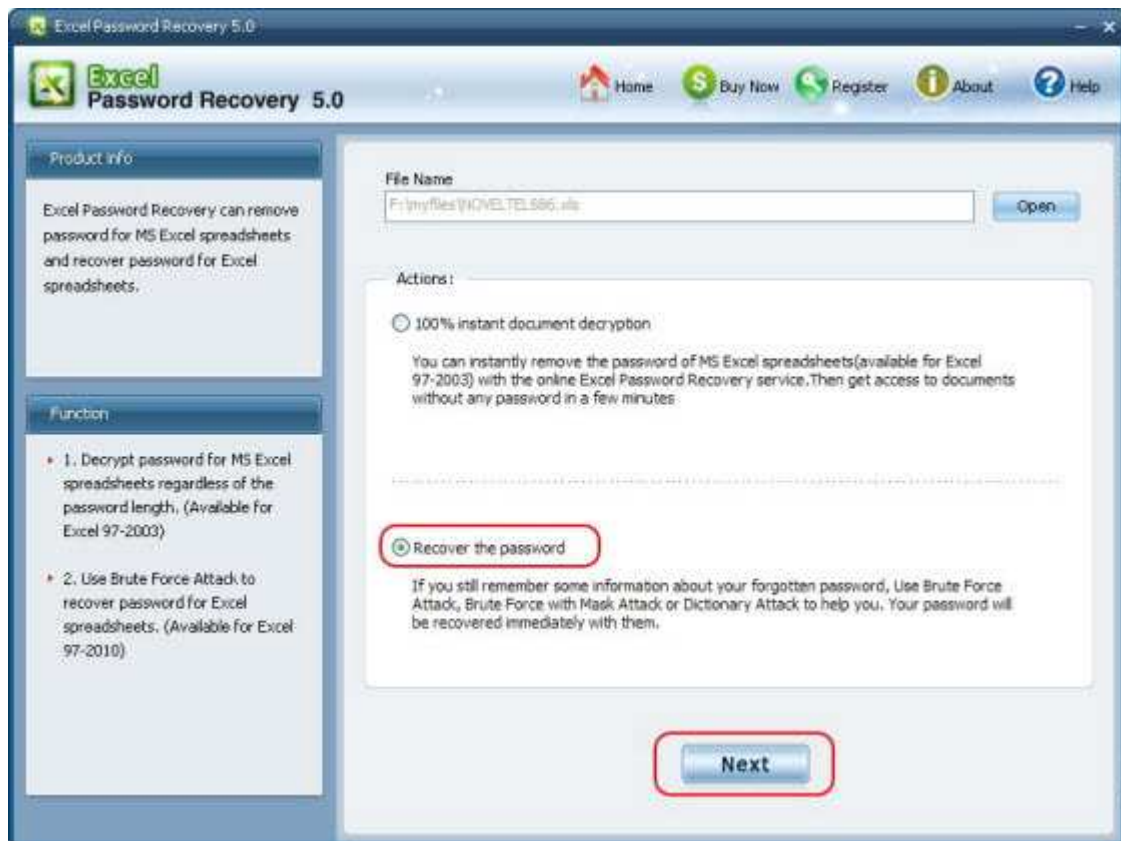 Excel Password Recovery 5.0
Excel
Password Recovery 5.0
Home
Buy Now
Register
About
Help
Product info
Excel Password Recovery can remove
password for MS Excel spreadsheets
and recover password for Excel
spreadsheets.
Function
1. Decrypt password for MS Excel
spreadsheets regardless of the
password length. (Available for
Excel 97-2003)
2. Use Brute Force Attack to
recover password for Excel
spreadsheets. (Available for Excel
97-2010)
File Name
F:\myfiles\NOVELTEL686.xls
Open
Actions:
100% instant document decryption
You can instantly remove the password of MS Excel spreadsheets(available for Excel
97-2003) with the online Excel Password Recovery service.Then get access to documents
without any password in a few minutes
Recover the password
If you still remember some information about your forgotten password, Use Brute Force
Attack, Brute Force with Mask Attack or Dictionary Attack to help you. Your password will
be recovered immediately with them.
Next